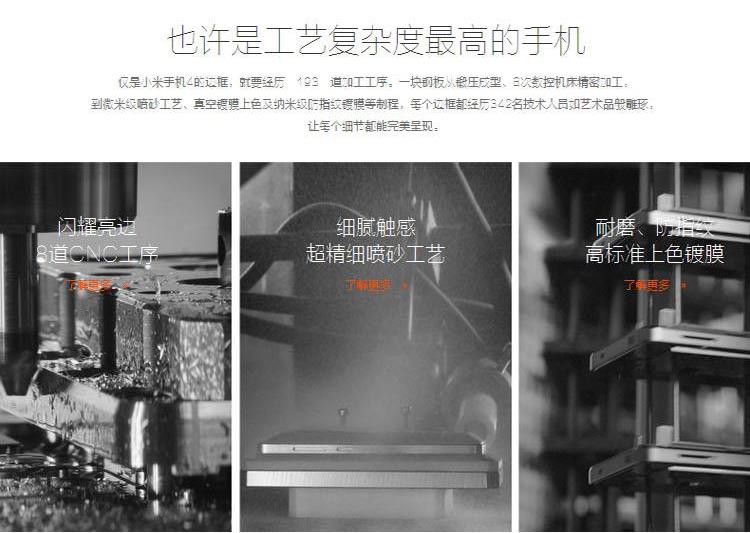 也许是工艺复杂度最高的手机
仅是小米手机4的边框，就要经历 193 道加工工序。一块钢板从锻压成型、8次数控机床精密加工，
到微米级喷砂工艺、真空镀膜上色及纳米级防指纹镀膜等制程，每个边框都经历342名技术人员如艺术品般雕琢，
让每个细节都能完美呈现。
闪耀亮边
8道CNC工序
了解更多 »
细腻触感
超精细喷砂工艺
了解更多 »
耐磨、防指纹
高标准上色镀膜
了解更多 »